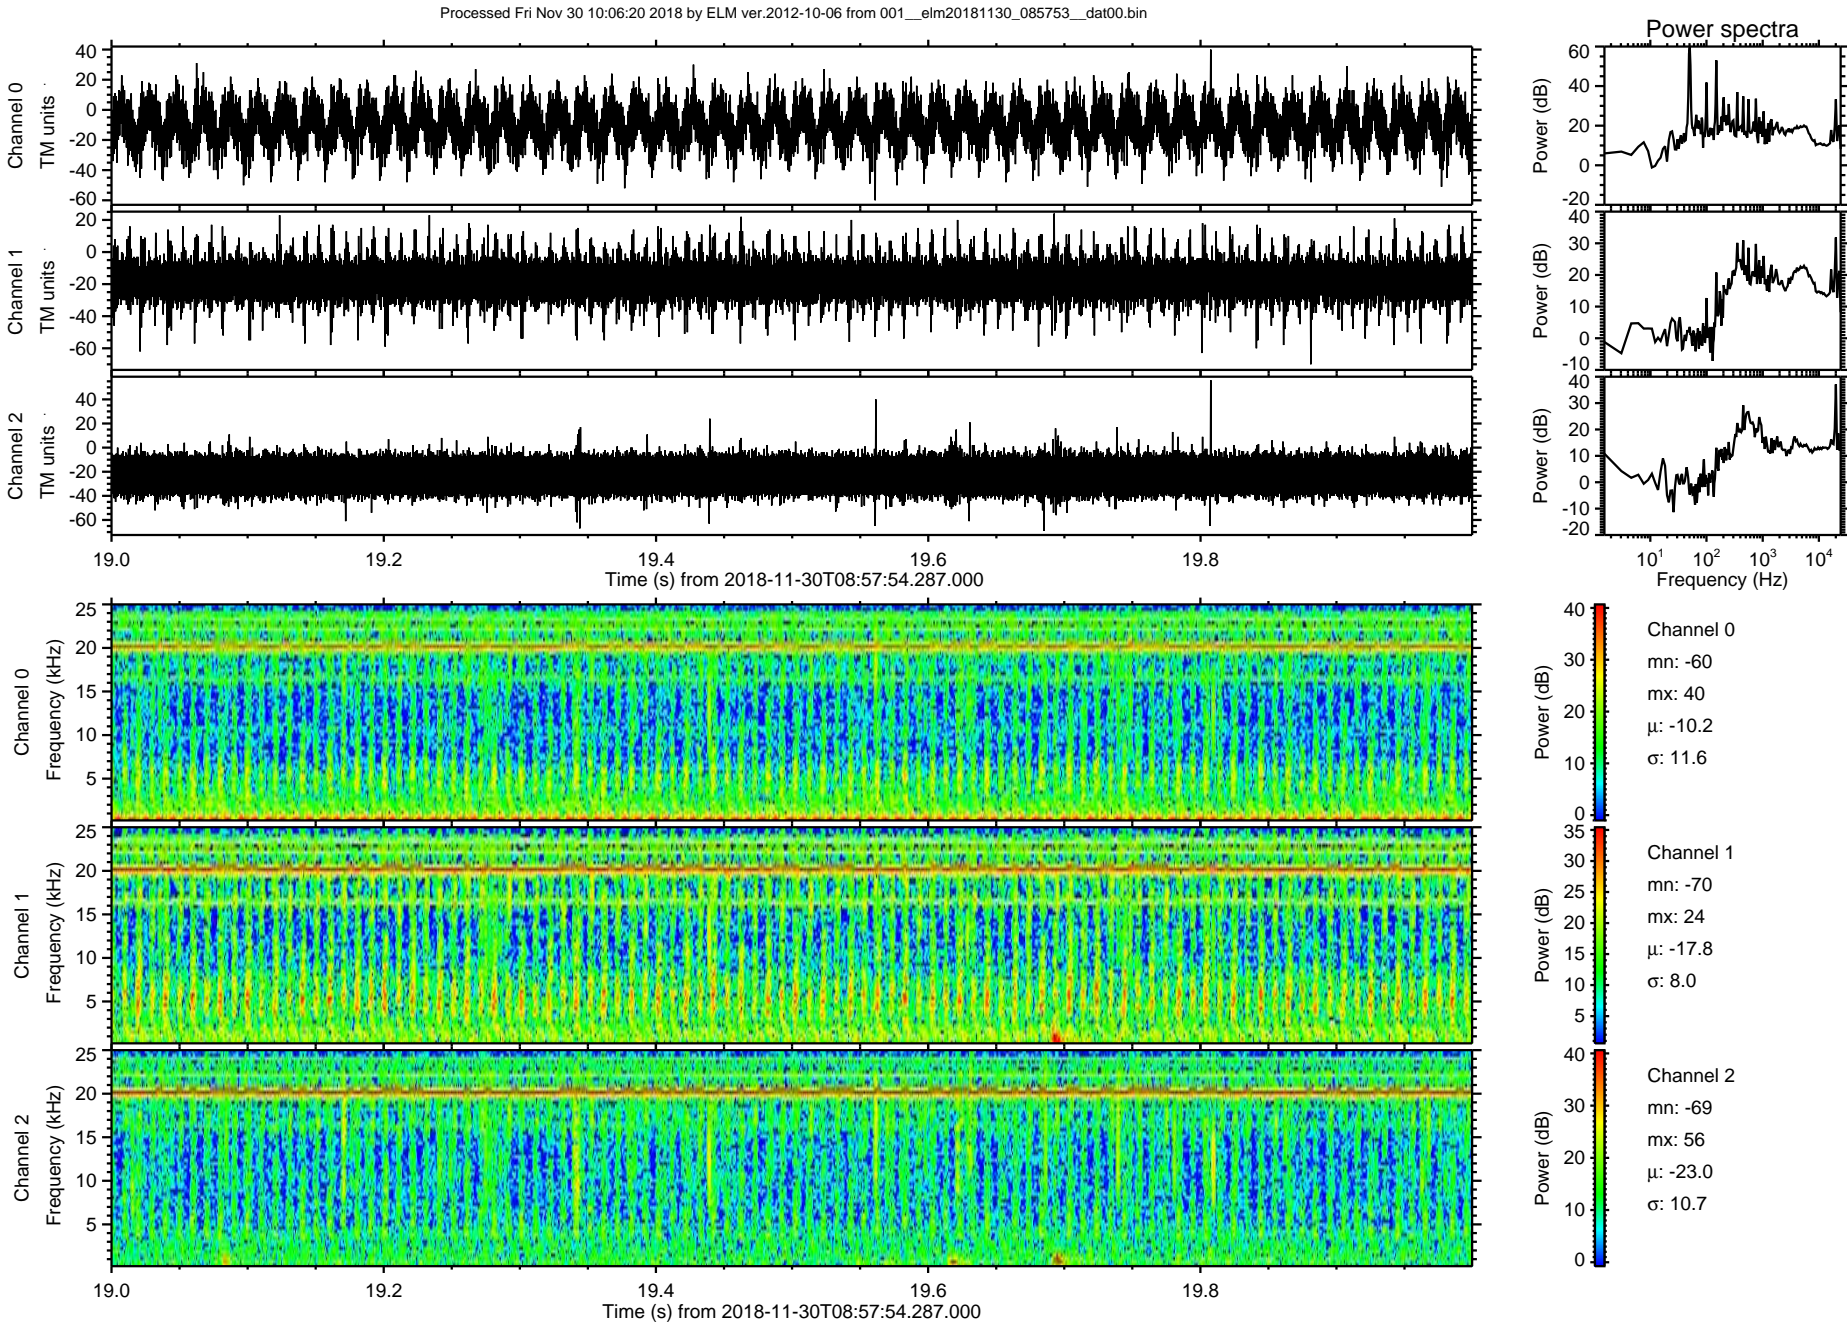 Processed Fri Nov 30 10:06:20 2018 by ELM ver.2012-10-06 from 001__elm20181130_085753__dat00.bin
Power spectra
Channel 0
TM units
40
20
0
-20
-40
-60
Power (dB)
60
40
20
0
-20
Channel 1
TM units
20
0
-20
-40
-60
Power (dB)
40
30
20
10
0
-10
Channel 2
TM units
40
20
0
-20
-40
-60
Power (dB)
40
30
20
10
0
-10
-20
19.0 19.2 19.4 19.6 19.8
Time (s) from 2018-11-30T08:57:54.287.000
10^1 10^2 10^3 10^4
Frequency (Hz)
Channel 0
Frequency (kHz)
25
20
15
10
5
Power (dB)
40
30
20
10
0
Channel 0
mn: -60
mx: 40
μ: -10.2
σ: 11.6
Channel 1
Frequency (kHz)
25
20
15
10
5
Power (dB)
35
30
25
20
15
10
5
Channel 1
mn: -70
mx: 24
μ: -17.8
σ: 8.0
Channel 2
Frequency (kHz)
25
20
15
10
5
Power (dB)
40
30
20
10
0
Channel 2
mn: -69
mx: 56
μ: -23.0
σ: 10.7
19.0 19.2 19.4 19.6 19.8
Time (s) from 2018-11-30T08:57:54.287.000